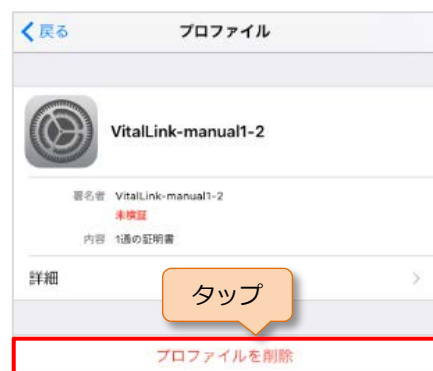 戻る プロファイル
VitalLink-manual1-2
署名者 VitalLink-manual1-2
未検証
内容 1通の証明書
詳細
タップ
プロファイルを削除